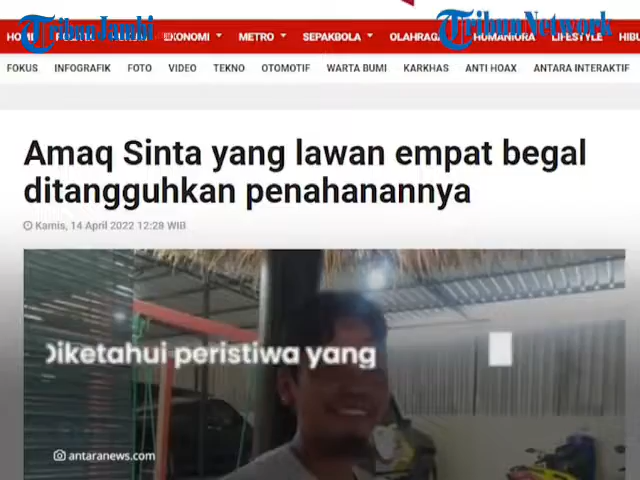 TribunJambi
Tribun Network
EKONOMI METRO SEPAKBOLA OLAHRAGA HUMANIORA LIFESTYLE HIBU
FOKUS INFOGRAFIK FOTO VIDEO TEKNO OTOMOTIF WARTA BUMI KARKHAS ANTI HOAX ANTARA INTERAKTIF
Amaq Sinta yang lawan empat begal
ditangguhkan penahanannya
Kamis, 14 April 2022 12:28 WIB
Diketahui peristiwa yang
antaranews.com